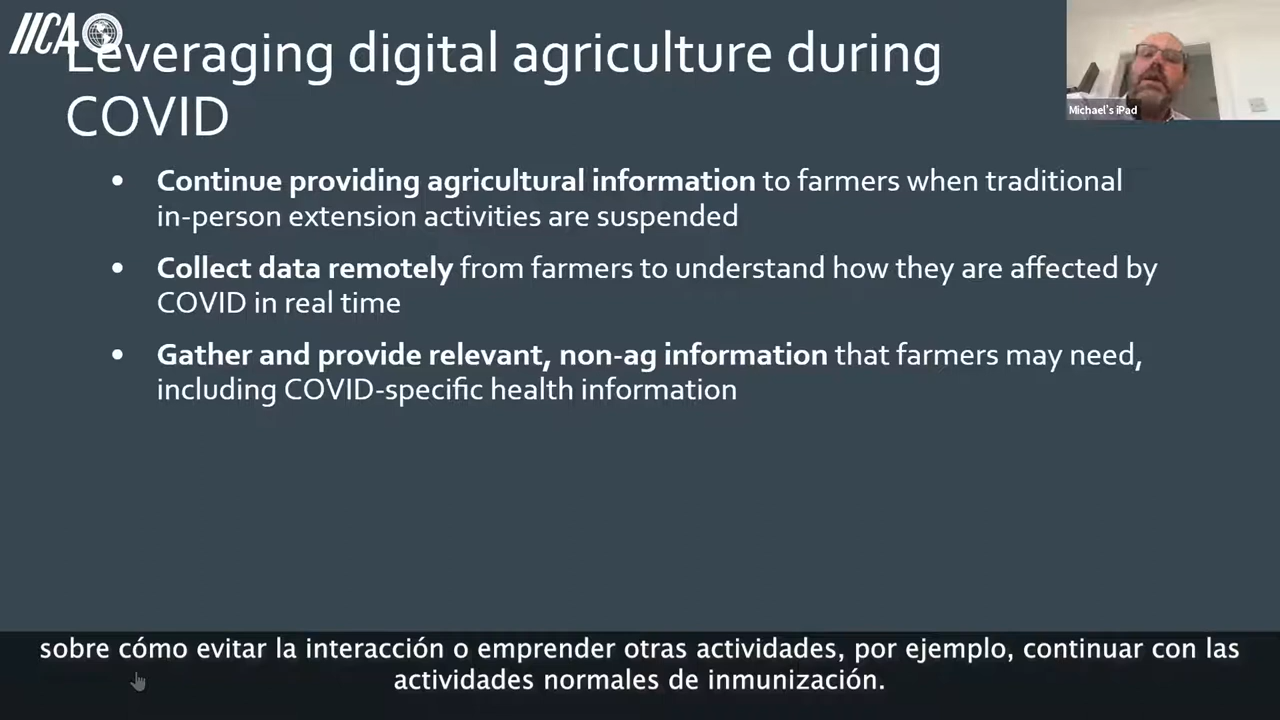 IICA
Leveraging digital agriculture during
COVID
Michael's iPad
• Continue providing agricultural information to farmers when traditional
in-person extension activities are suspended
• Collect data remotely from farmers to understand how they are affected by
COVID in real time
• Gather and provide relevant, non-ag information that farmers may need,
including COVID-specific health information
sobre cómo evitar la interacción o emprender otras actividades, por ejemplo, continuar con las
actividades normales de inmunización.